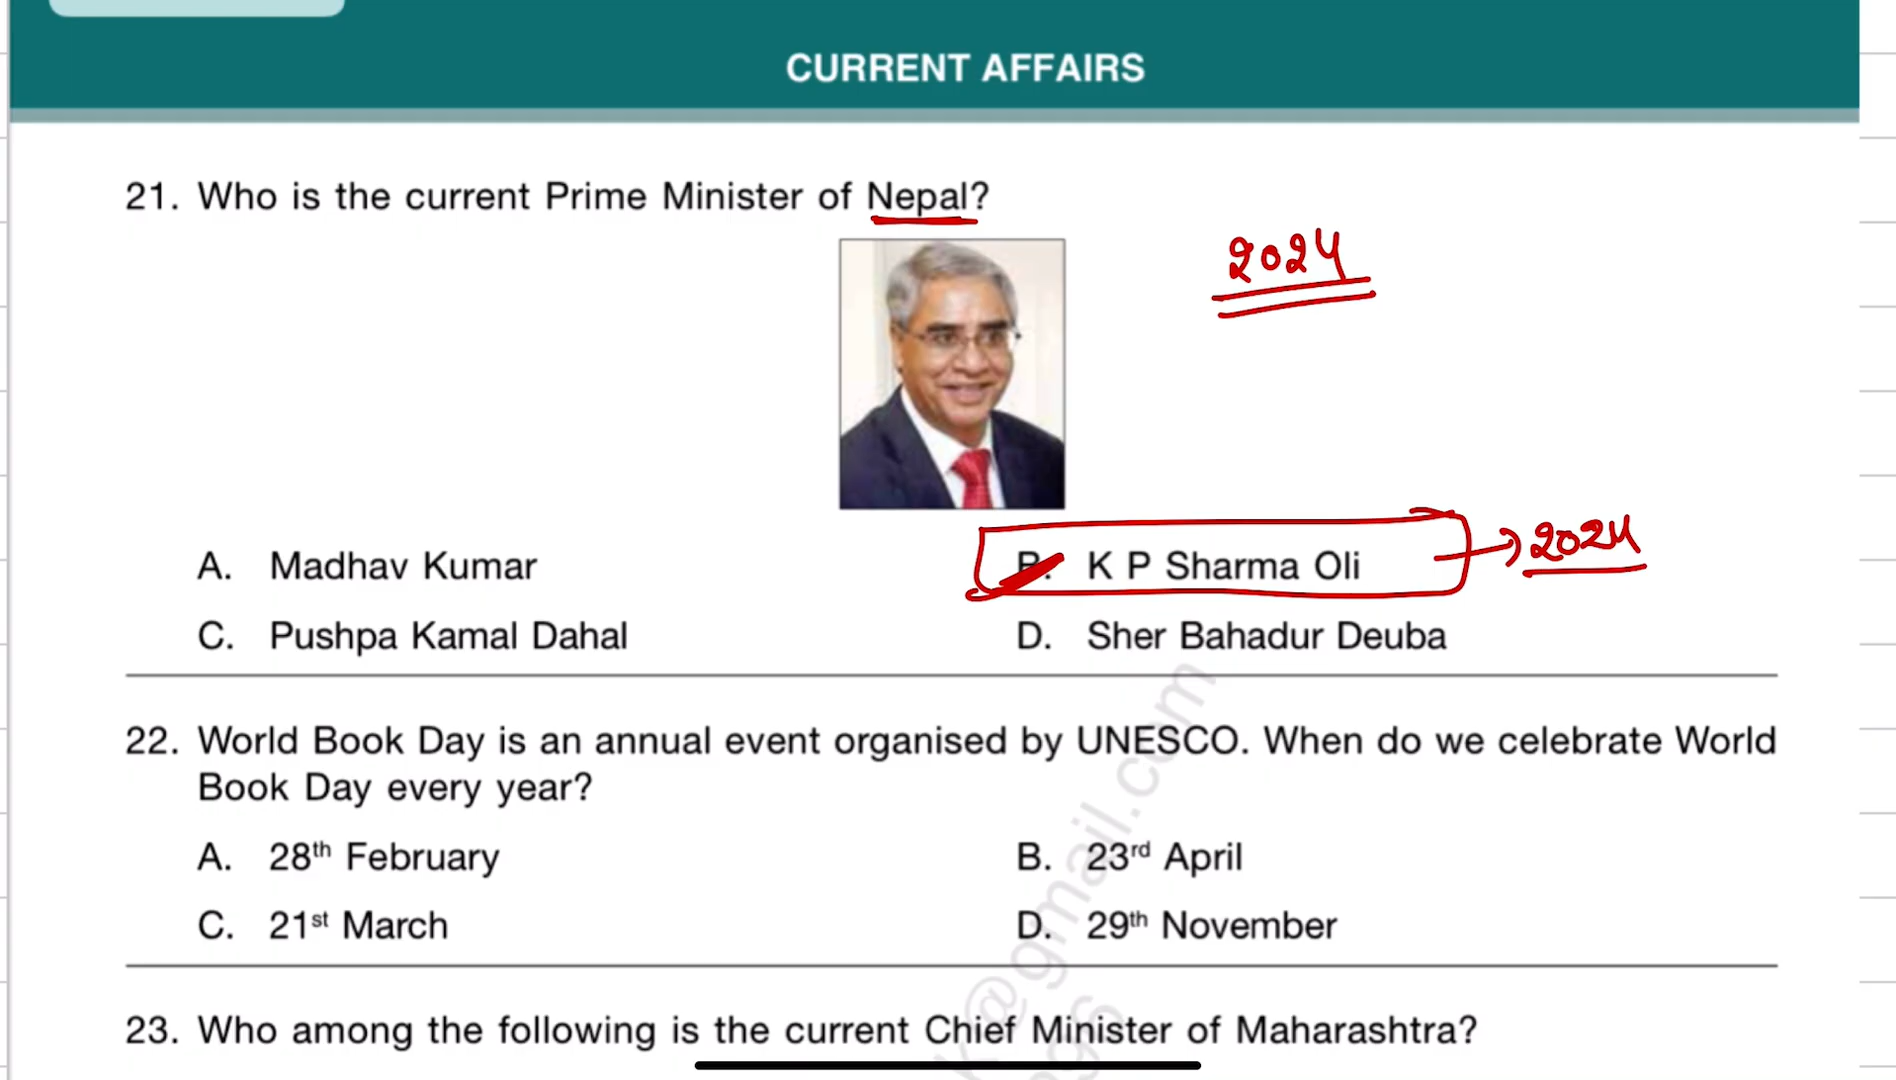 CURRENT AFFAIRS
21. Who is the current Prime Minister of Nepal?
2024
A. Madhav Kumar
B. K P Sharma Oli
2024
C. Pushpa Kamal Dahal
D. Sher Bahadur Deuba
22. World Book Day is an annual event organised by UNESCO. When do we celebrate World
Book Day every year?
A. 28th February
B. 23rd April
C. 21st March
D. 29th November
23. Who among the following is the current Chief Minister of Maharashtra?
@gmail.com